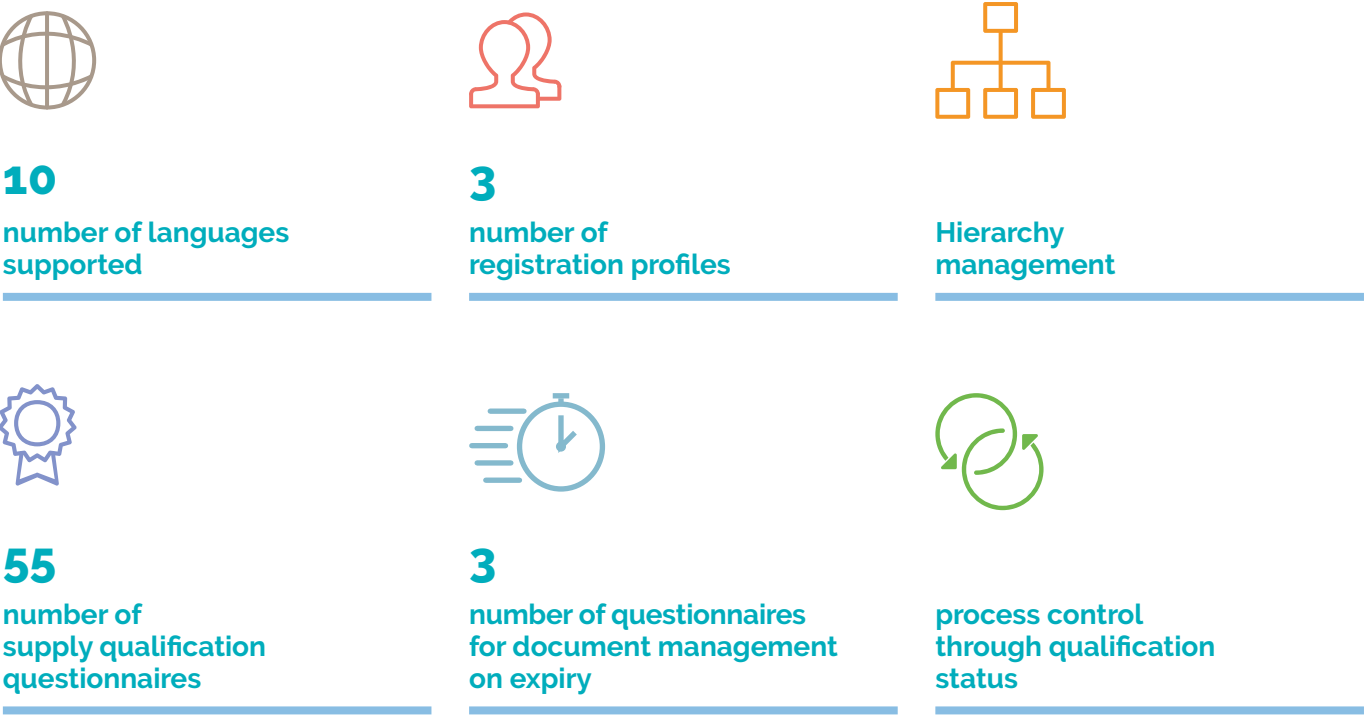 10
number of languages
supported
3
number of
registration profiles
Hierarchy
management
55
number of
supply qualification
questionnaires
3
number of questionnaires
for document management
on expiry
process control
through qualification
status